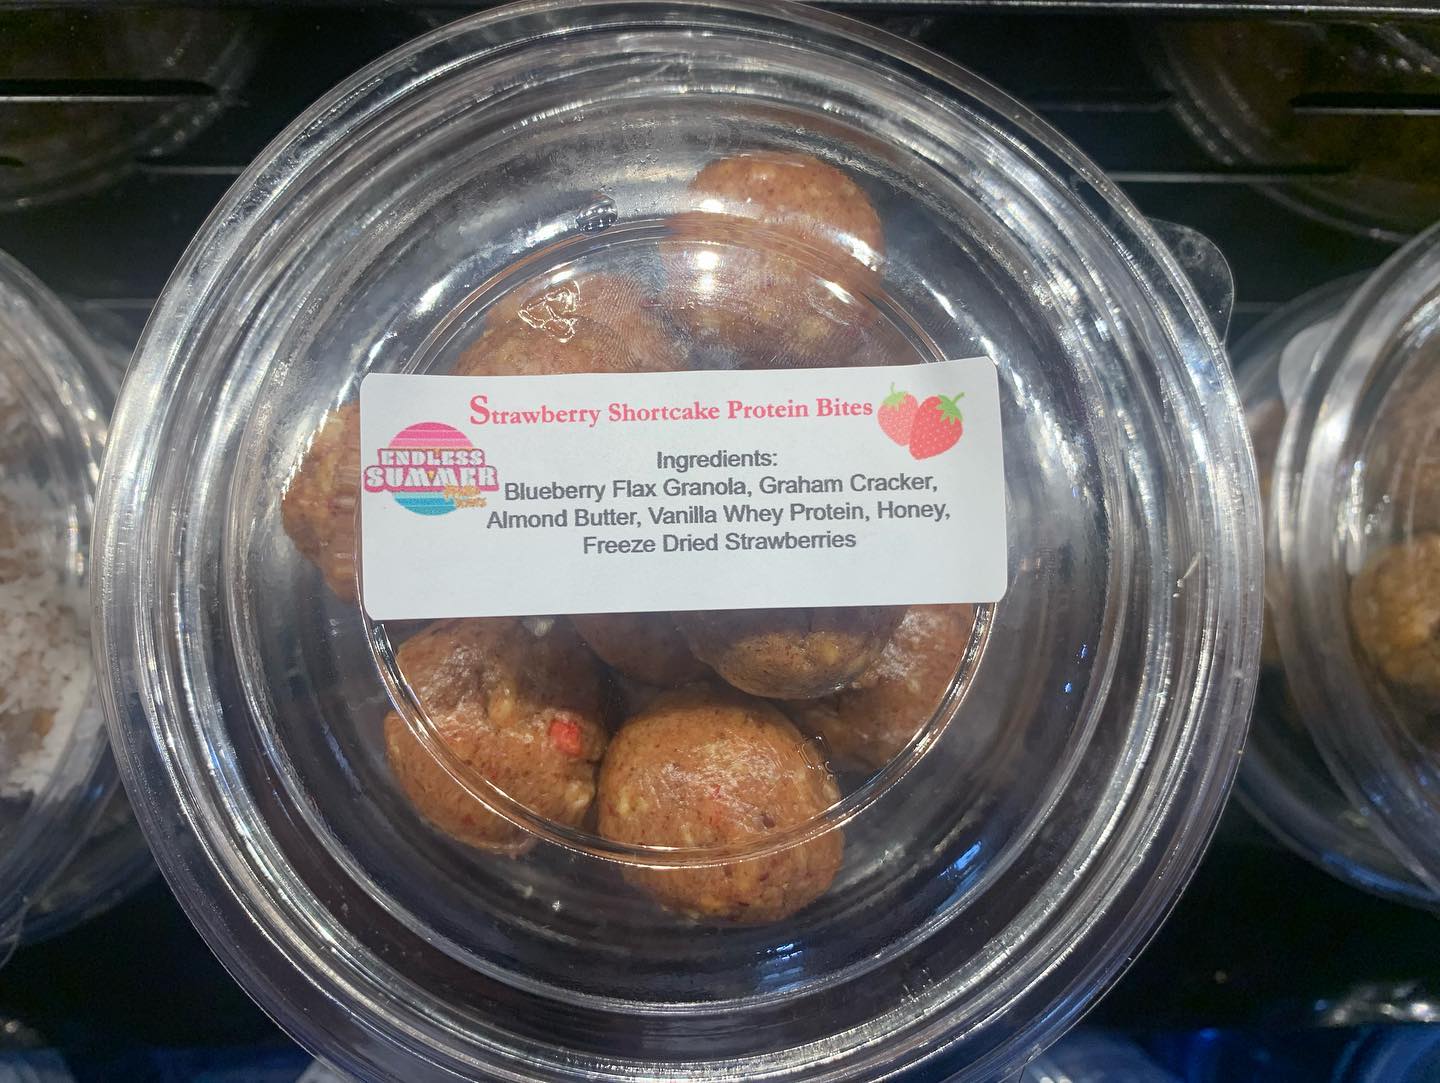 Strawberry Shortcake Protein Bites
ENDLESS
SUMMER
Ingredients:
Blueberry Flax Granola, Graham Cracker,
Almond Butter, Vanilla Whey Protein, Honey,
Freeze Dried Strawberries